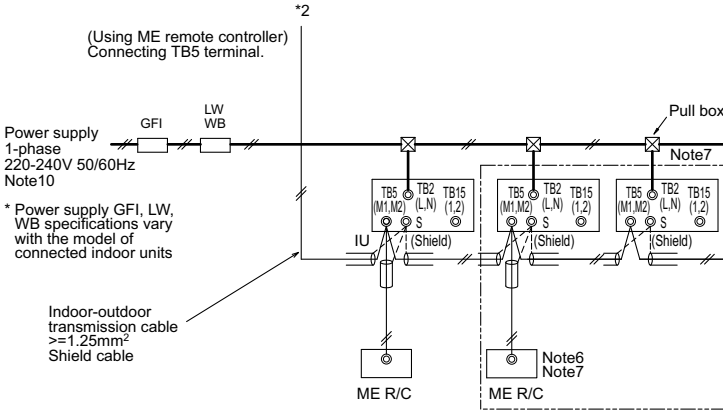 *2
(Using ME remote controller)
Connecting TB5 terminal.
GFI
LW
WB
Pull box
Power supply
1-phase
220-240V 50/60Hz
Note10
* Power supply GFI, LW,
WB specifications vary
with the model of
connected indoor units
Note7
TB5
(M1,M2)
TB2
(L,N)
TB15
(1,2)
S
(Shield)
IU
TB5
(M1,M2)
TB2
(L,N)
TB15
(1,2)
S
(Shield)
TB5
(M1,M2)
TB2
(L,N)
TB15
(1,2)
S
(Shield)
Indoor-outdoor
transmission cable
>=1.25mm²
Shield cable
ME R/C
Note6
Note7
ME R/C